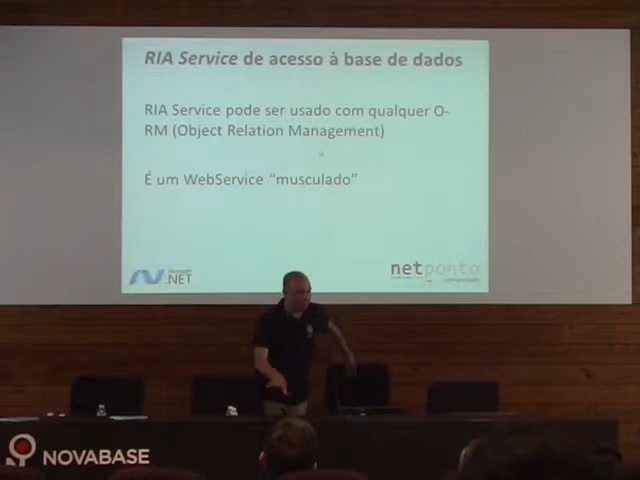 RIA Service de acesso à base de dados
RIA Service pode ser usado com qualquer O-
RM (Object Relation Management)
É um WebService “musculado”
Microsoft
.NET
netponto
NOVABASE